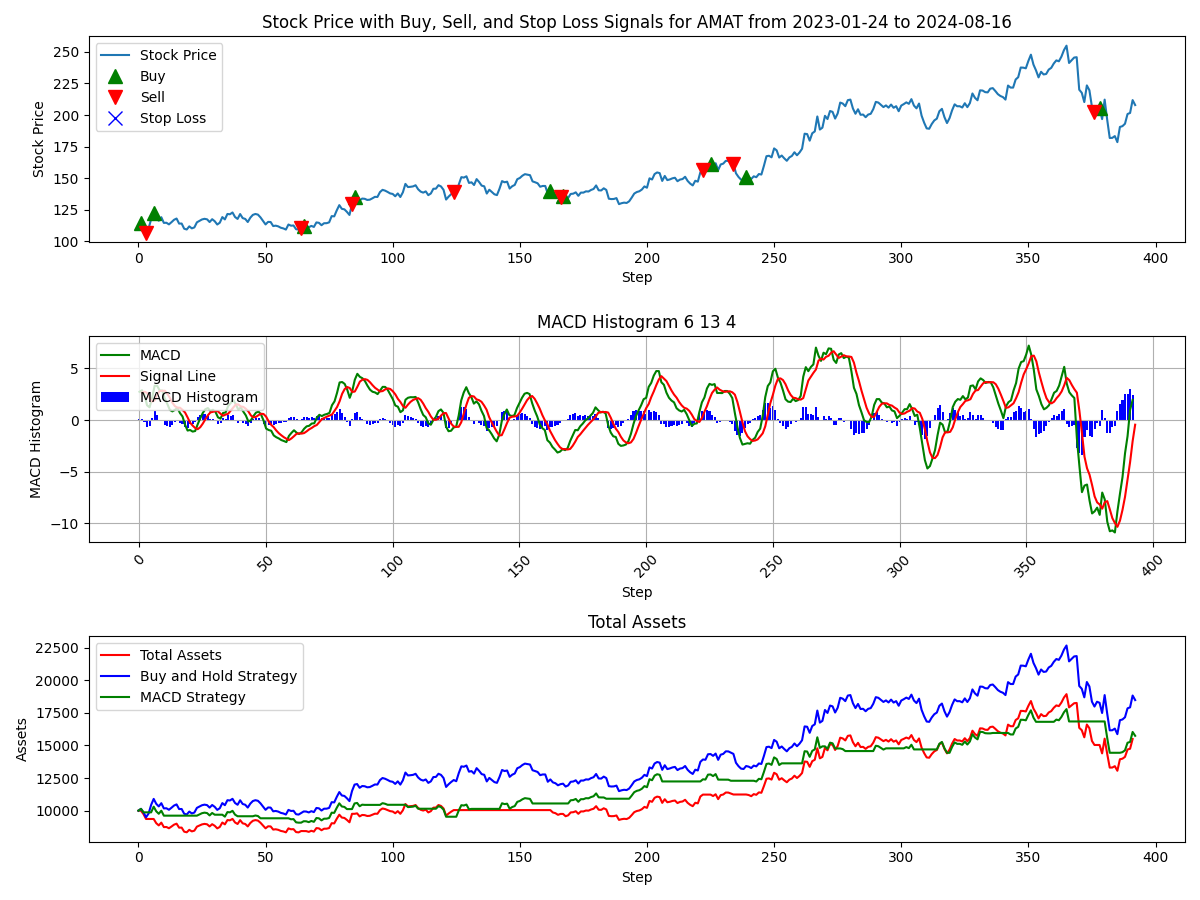 Stock Price with Buy, Sell, and Stop Loss Signals for AMAT from 2023-01-24 to 2024-08-16
Stock Price
250
225
200
175
150
125
100
Stock Price
Buy
Sell
Stop Loss
0 50 100 150 200 250 300 350 400
Step
MACD Histogram 6 13 4
MACD Histogram
5
0
−5
−10
MACD
Signal Line
MACD Histogram
0 50 100 150 200 250 300 350 400
Step
Total Assets
Assets
22500
20000
17500
15000
12500
10000
Total Assets
Buy and Hold Strategy
MACD Strategy
0 50 100 150 200 250 300 350 400
Step